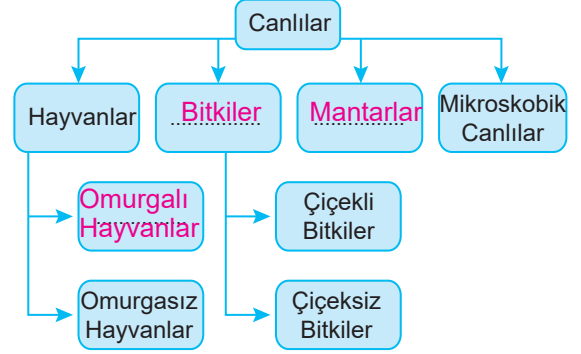 Canlılar
Hayvanlar
Bitkiler
Mantarlar
Mikroskobik
Canlılar
Omurgalı
Hayvanlar
Çiçekli
Bitkiler
Omurgasız
Hayvanlar
Çiçeksiz
Bitkiler